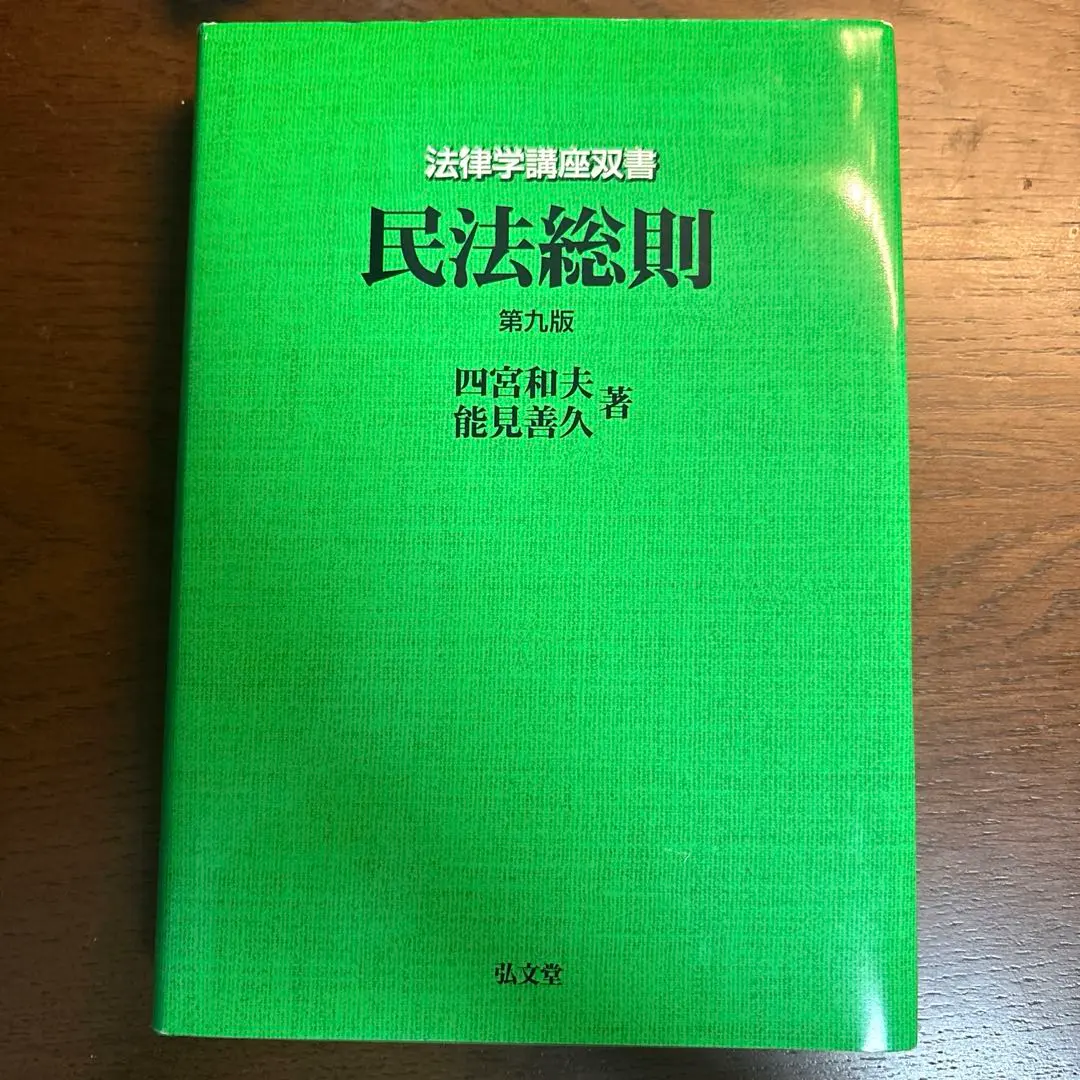 法律学講座双書
民法総則
第九版
四宮和夫
能見善久
著
弘文堂